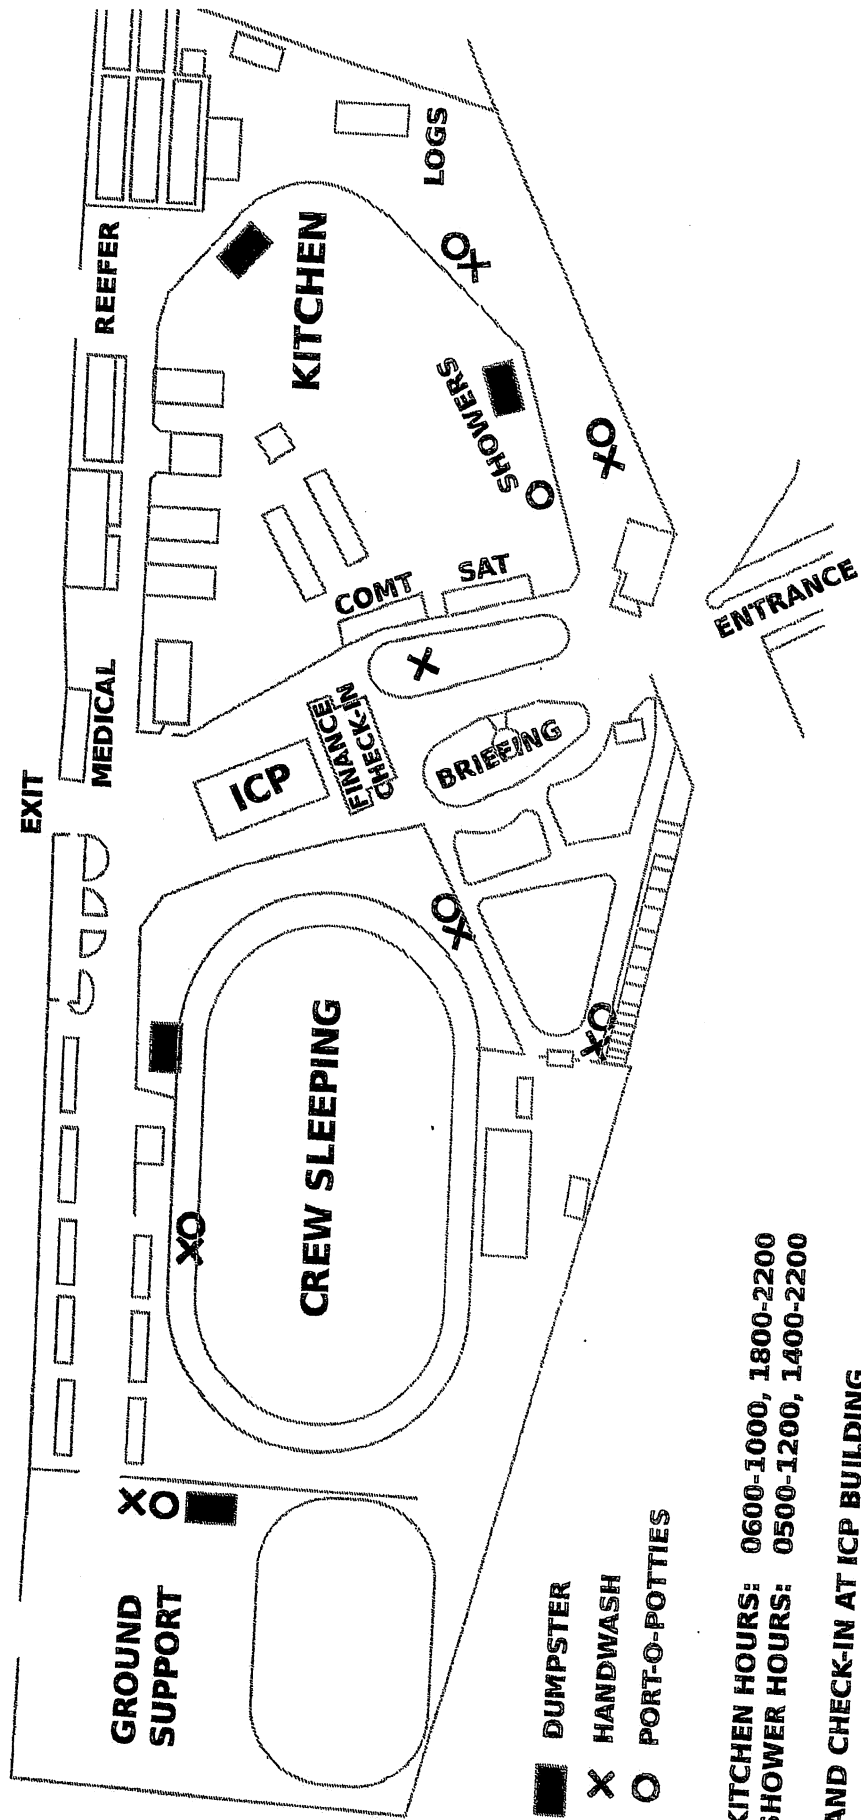 EXIT
MEDICAL
REEFER
GROUND
SUPPORT
CREW SLEEPING
ICP
FINANCE
CHECK-IN
COMT
SAT
BRIEFING
KITCHEN
SHOWERS
LOGS
ENTRANCE
DUMPSTER
X HANDWASH
O PORT-O-POTTIES
KITCHEN HOURS: 0600-1000, 1800-2200
SHOWER HOURS: 0500-1200, 1400-2200
AND CHECK-IN AT ICP BUILDING